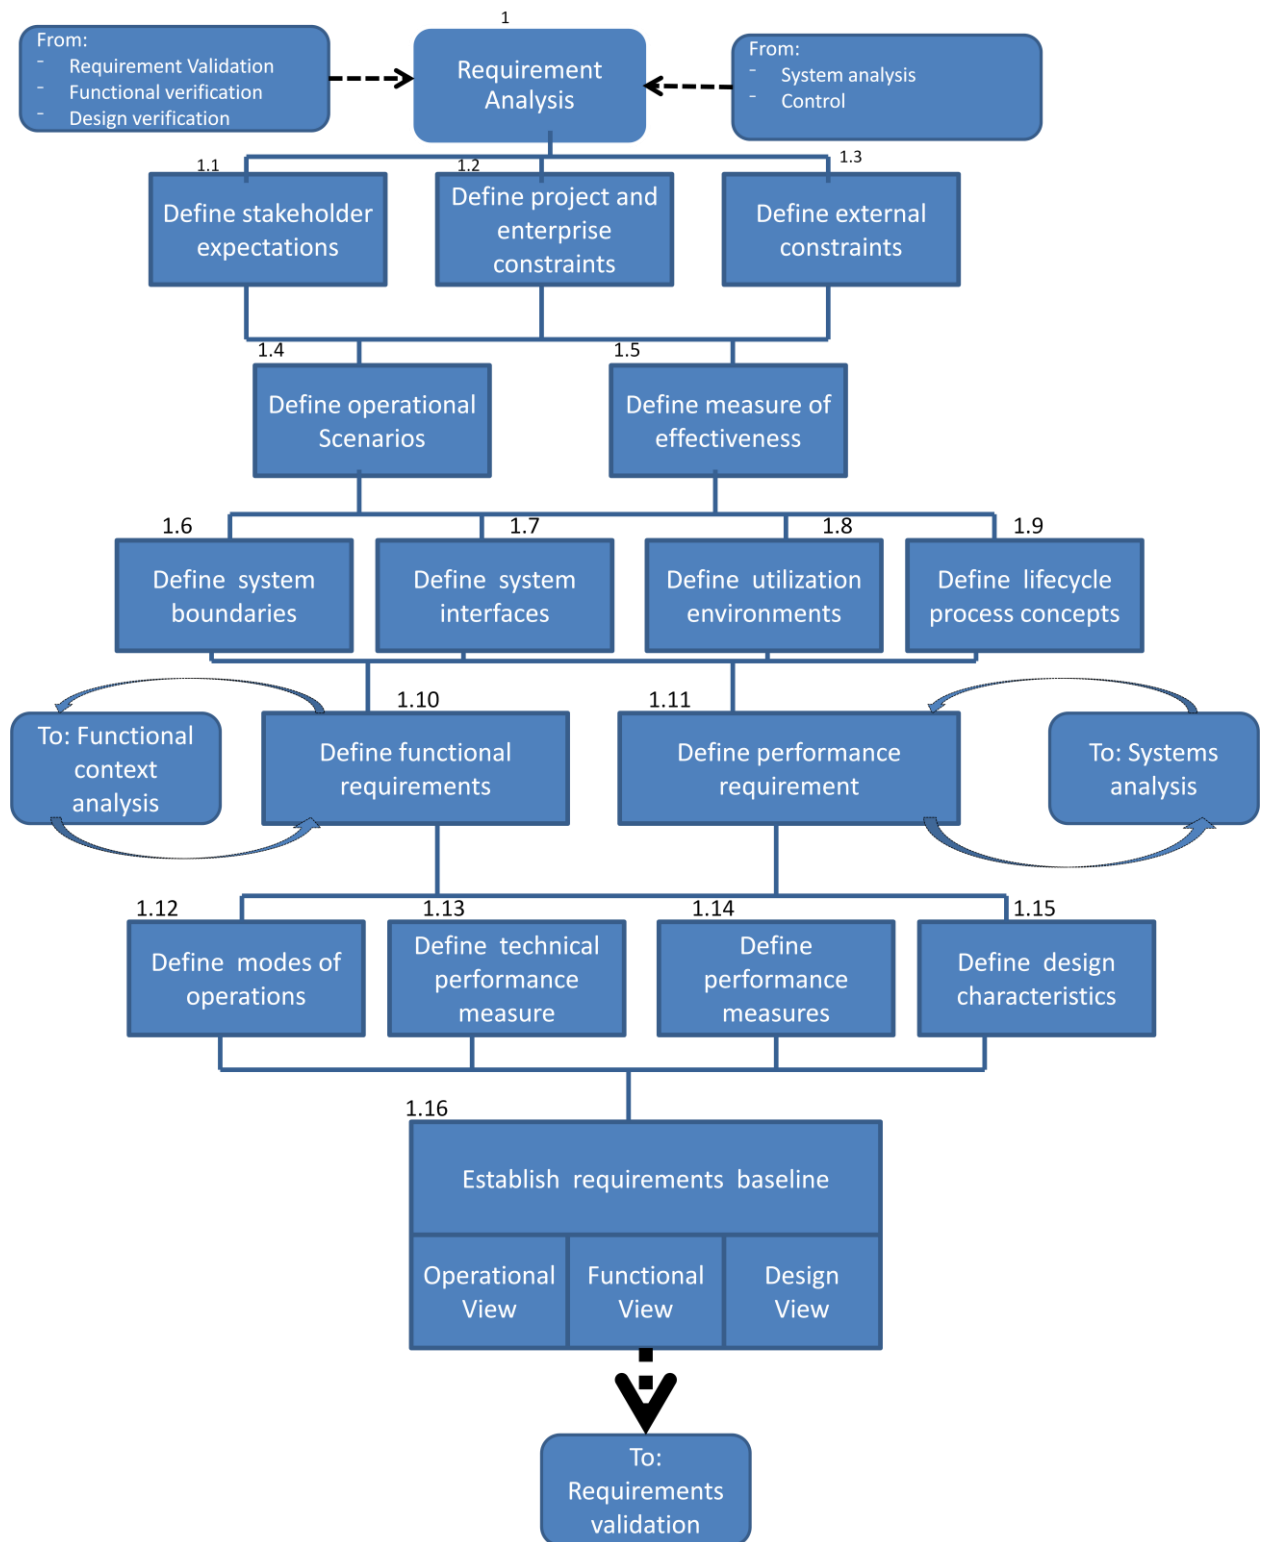 1
From:
- Requirement Validation
- Functional verification
- Design verification
Requirement
Analysis
From:
- System analysis
- Control
1.1
Define stakeholder
expectations
1.2
Define project and
enterprise
constraints
1.3
Define external
constraints
1.4
Define operational
Scenarios
1.5
Define measure of
effectiveness
1.6
Define system
boundaries
1.7
Define system
interfaces
1.8
Define utilization
environments
1.9
Define lifecycle
process concepts
To: Functional
context
analysis
1.10
Define functional
requirements
1.11
Define performance
requirement
To: Systems
analysis
1.12
Define modes of
operations
1.13
Define technical
performance
measure
1.14
Define
performance
measures
1.15
Define design
characteristics
1.16
Establish requirements baseline
Operational
View
Functional
View
Design
View
To:
Requirements
validation